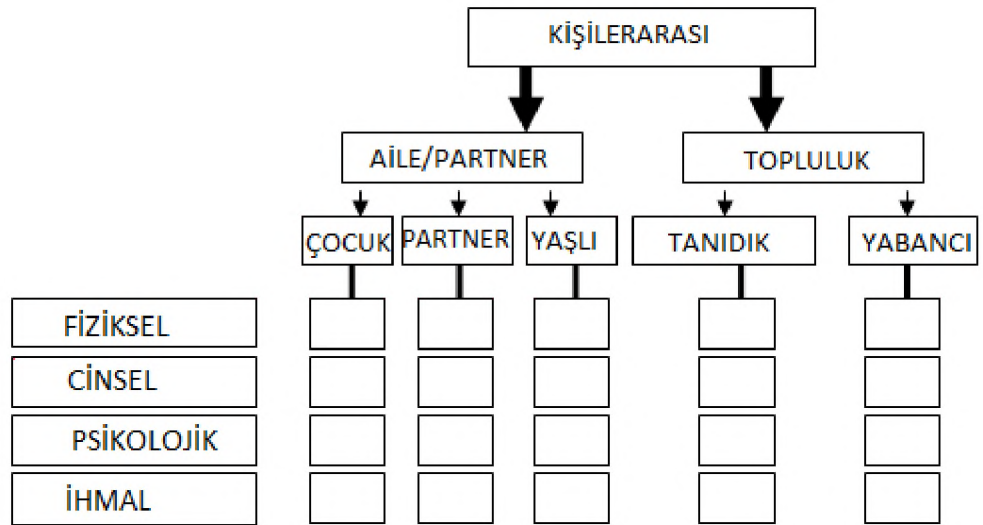 KİŞİLERARASI
AİLE/PARTNER
TOPLULUK
ÇOCUK
PARTNER
YAŞLI
TANIDIK
YABANCI
FİZİKSEL
CİNSEL
PSİKOLOJİK
İHMAL